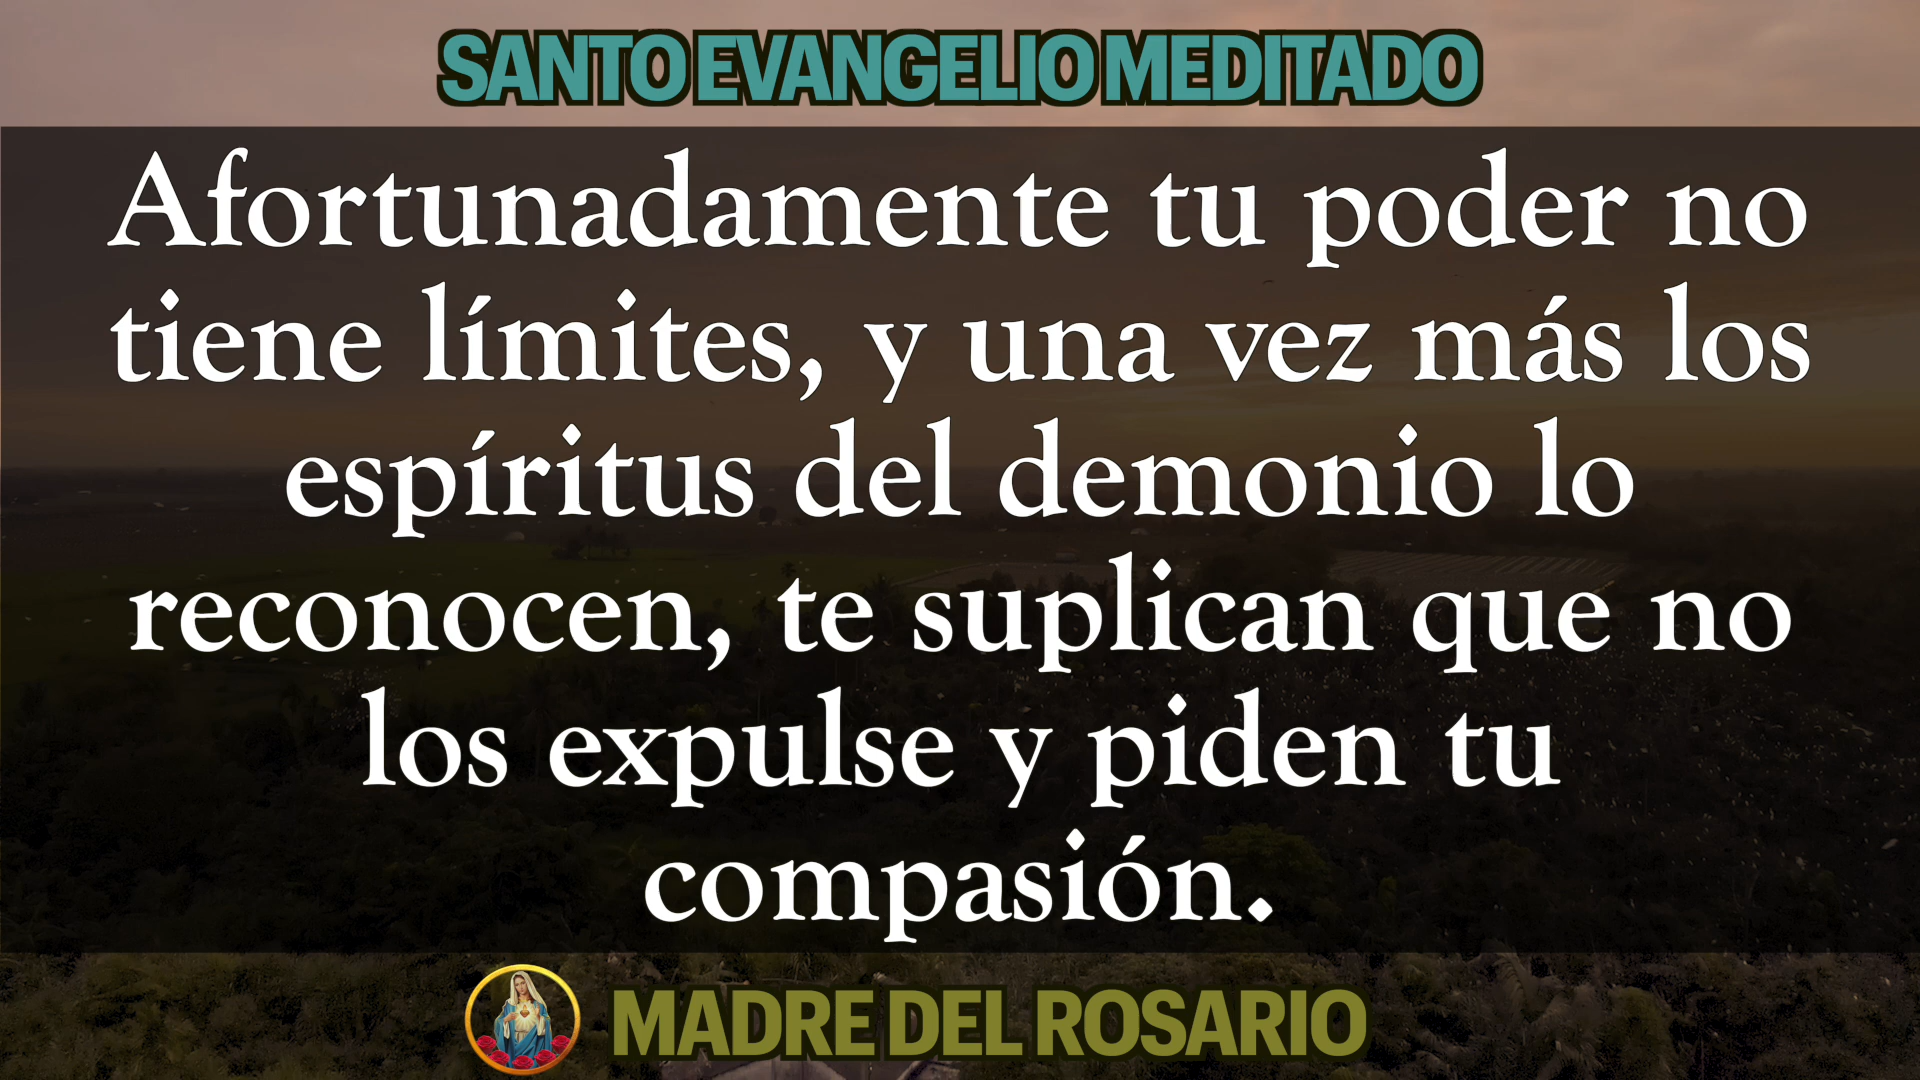 SANTO EVANGELIO MEDITADO
Afortunadamente tu poder no
tiene límites, y una vez más los
espíritus del demonio lo
reconocen, te suplican que no
los expulse y piden tu
compasión.
MADRE DEL ROSARIO